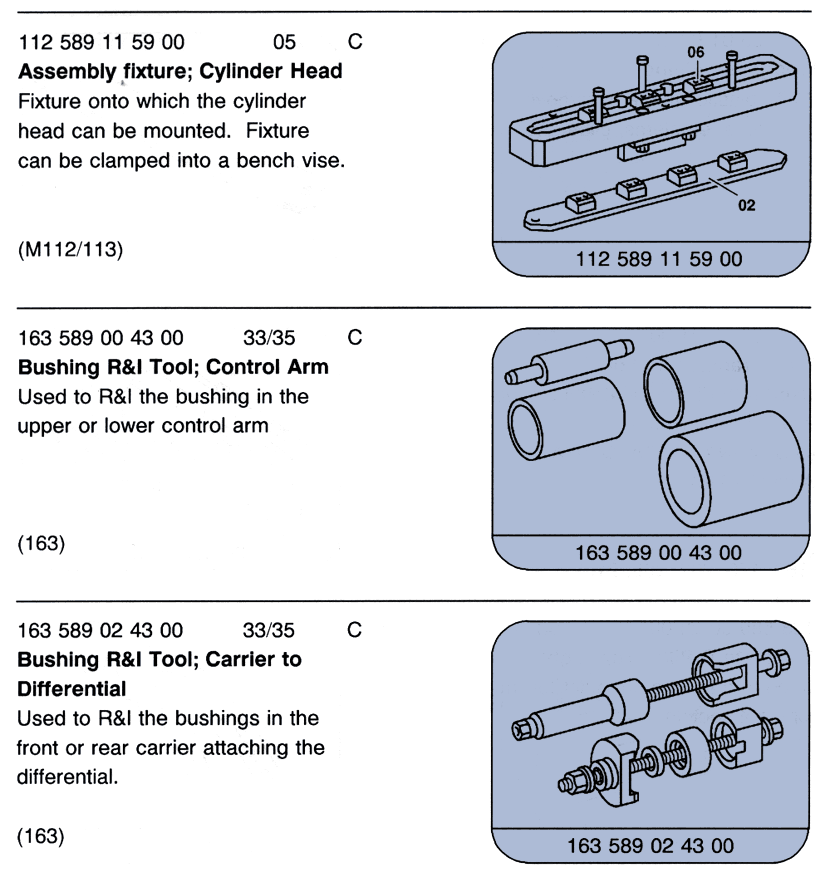 112 589 11 59 00 05 C
Assembly fixture; Cylinder Head
Fixture onto which the cylinder
head can be mounted. Fixture
can be clamped into a bench vise.
(M112/113)
06
02
112 589 11 59 00
163 589 00 43 00 33/35 C
Bushing R&I Tool; Control Arm
Used to R&I the bushing in the
upper or lower control arm
(163)
163 589 00 43 00
163 589 02 43 00 33/35 C
Bushing R&I Tool; Carrier to
Differential
Used to R&I the bushings in the
front or rear carrier attaching the
differential.
(163)
163 589 02 43 00